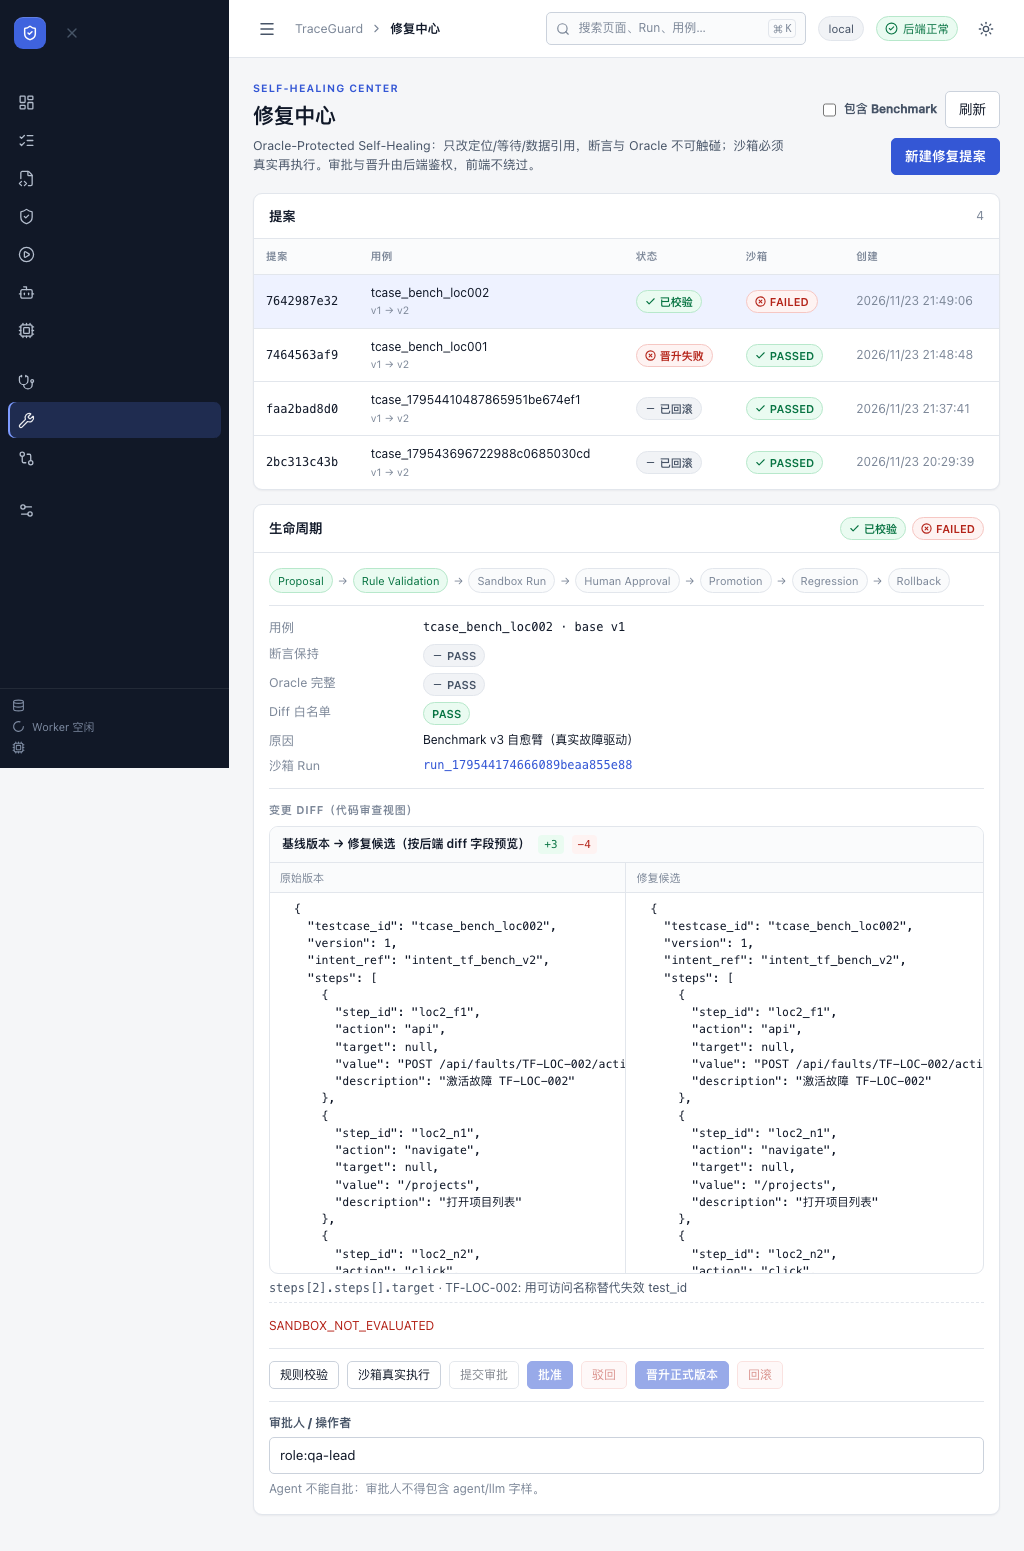 TraceGuard > 修复中心
搜索页面、Run、用例...
⌘ K
local
后端正常
SELF-HEALING CENTER
修复中心
Oracle-Protected Self-Healing：只改定位/等待/数据引用，断言与 Oracle 不可触碰；沙箱必须
真实再执行。审批与晋升由后端鉴权，前端不绕过。
包含 Benchmark
刷新
新建修复提案
提案
4
提案 用例 状态 沙箱 创建
7642987e32 tcase_bench_loc002 已校验 FAILED 2026/11/23 21:49:06
v1 → v2
7464563af9 tcase_bench_loc001 晋升失败 PASSED 2026/11/23 21:48:48
v1 → v2
faa2bad8d0 tcase_17954410487865951be674ef1 已回滚 PASSED 2026/11/23 21:37:41
v1 → v2
2bc313c43b tcase_179543696722988c0685030cd 已回滚 PASSED 2026/11/23 20:29:39
v1 → v2
Worker 空闲
生命周期
已校验 FAILED
Proposal → Rule Validation → Sandbox Run → Human Approval → Promotion → Regression → Rollback
用例 tcase_bench_loc002 · base v1
断言保持 — PASS
Oracle 完整 — PASS
Diff 白名单 PASS
原因 Benchmark v3 自愈臂（真实故障驱动）
沙箱 Run run_179544174666089beaa855e88
变更 DIFF（代码审查视图）
基线版本 → 修复候选（按后端 diff 字段预览） +3 −4
原始版本
{
"testcase_id": "tcase_bench_loc002",
"version": 1,
"intent_ref": "intent_tf_bench_v2",
"steps": [
{
"step_id": "loc2_f1",
"action": "api",
"target": null,
"value": "POST /api/faults/TF-LOC-002/acti
"description": "激活故障 TF-LOC-002"
},
{
"step_id": "loc2_n1",
"action": "navigate",
"target": null,
"value": "/projects",
"description": "打开项目列表"
},
{
"step_id": "loc2_n2",
"action": "click"
修复候选
{
"testcase_id": "tcase_bench_loc002",
"version": 1,
"intent_ref": "intent_tf_bench_v2",
"steps": [
{
"step_id": "loc2_f1",
"action": "api",
"target": null,
"value": "POST /api/faults/TF-LOC-002/acti
"description": "激活故障 TF-LOC-002"
},
{
"step_id": "loc2_n1",
"action": "navigate",
"target": null,
"value": "/projects",
"description": "打开项目列表"
},
{
"step_id": "loc2_n2",
"action": "click"
steps[2].steps[].target · TF-LOC-002: 用可访问名称替代失效 test_id
SANDBOX_NOT_EVALUATED
规则校验 沙箱真实执行 提交审批 批准 驳回 晋升正式版本 回滚
审批人 / 操作者
role:qa-lead
Agent 不能自批：审批人不得包含 agent/llm 字样。